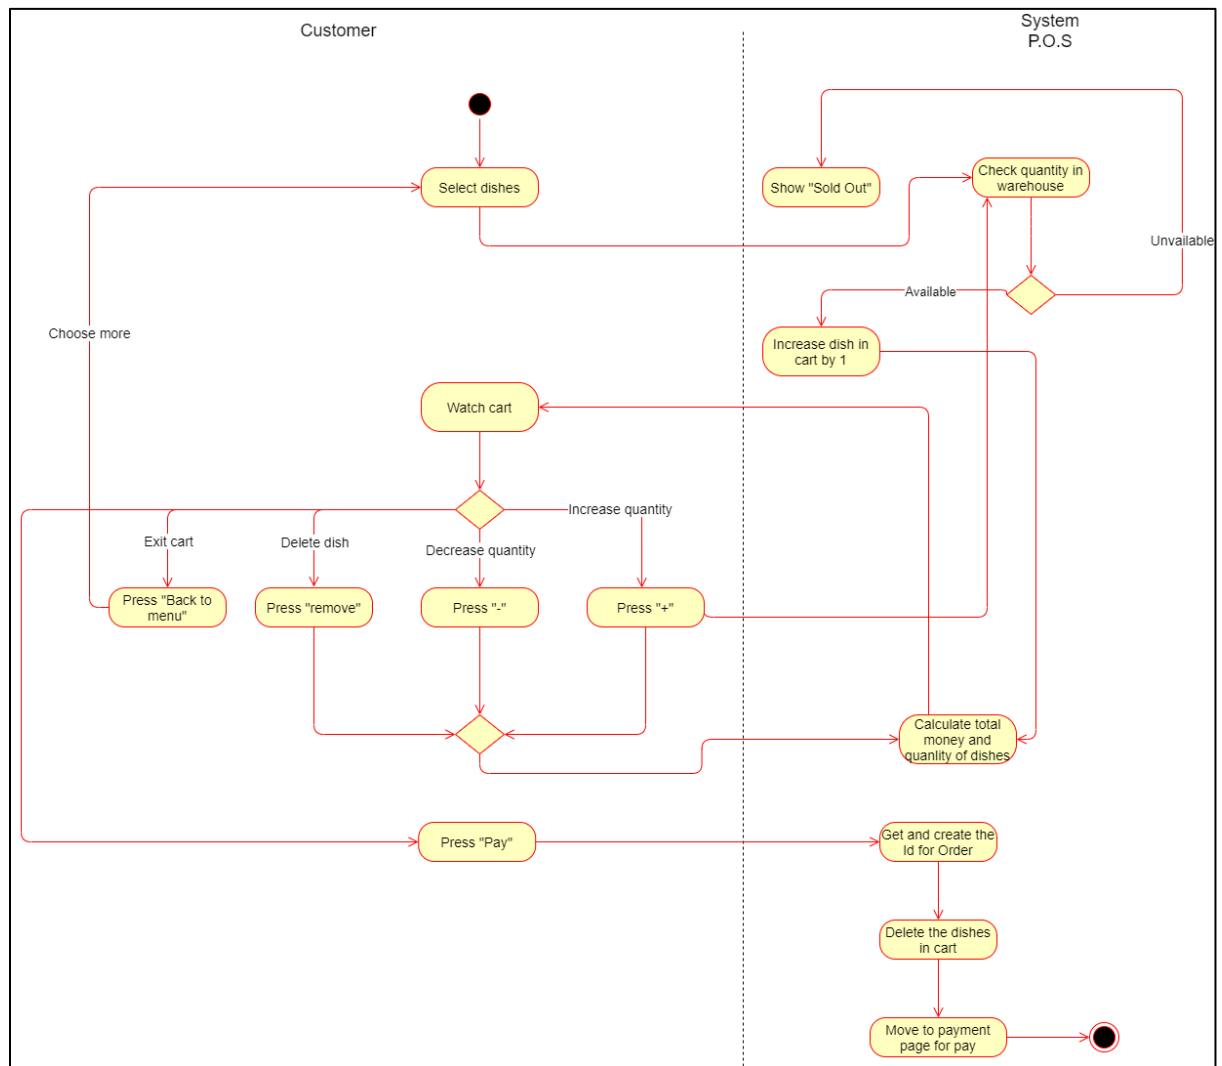 Customer
System
P.O.S
Select dishes
Show "Sold Out"
Check quantity in
warehouse
Unvailable
Available
Choose more
Increase dish in
cart by 1
Watch cart
Increase quantity
Exit cart
Delete dish
Decrease quantity
Press "Back to
menu"
Press "remove"
Press "-"
Press "+"
Calculate total
money and
quanlity of dishes
Press "Pay"
Get and create the
Id for Order
Delete the dishes
in cart
Move to payment
page for pay